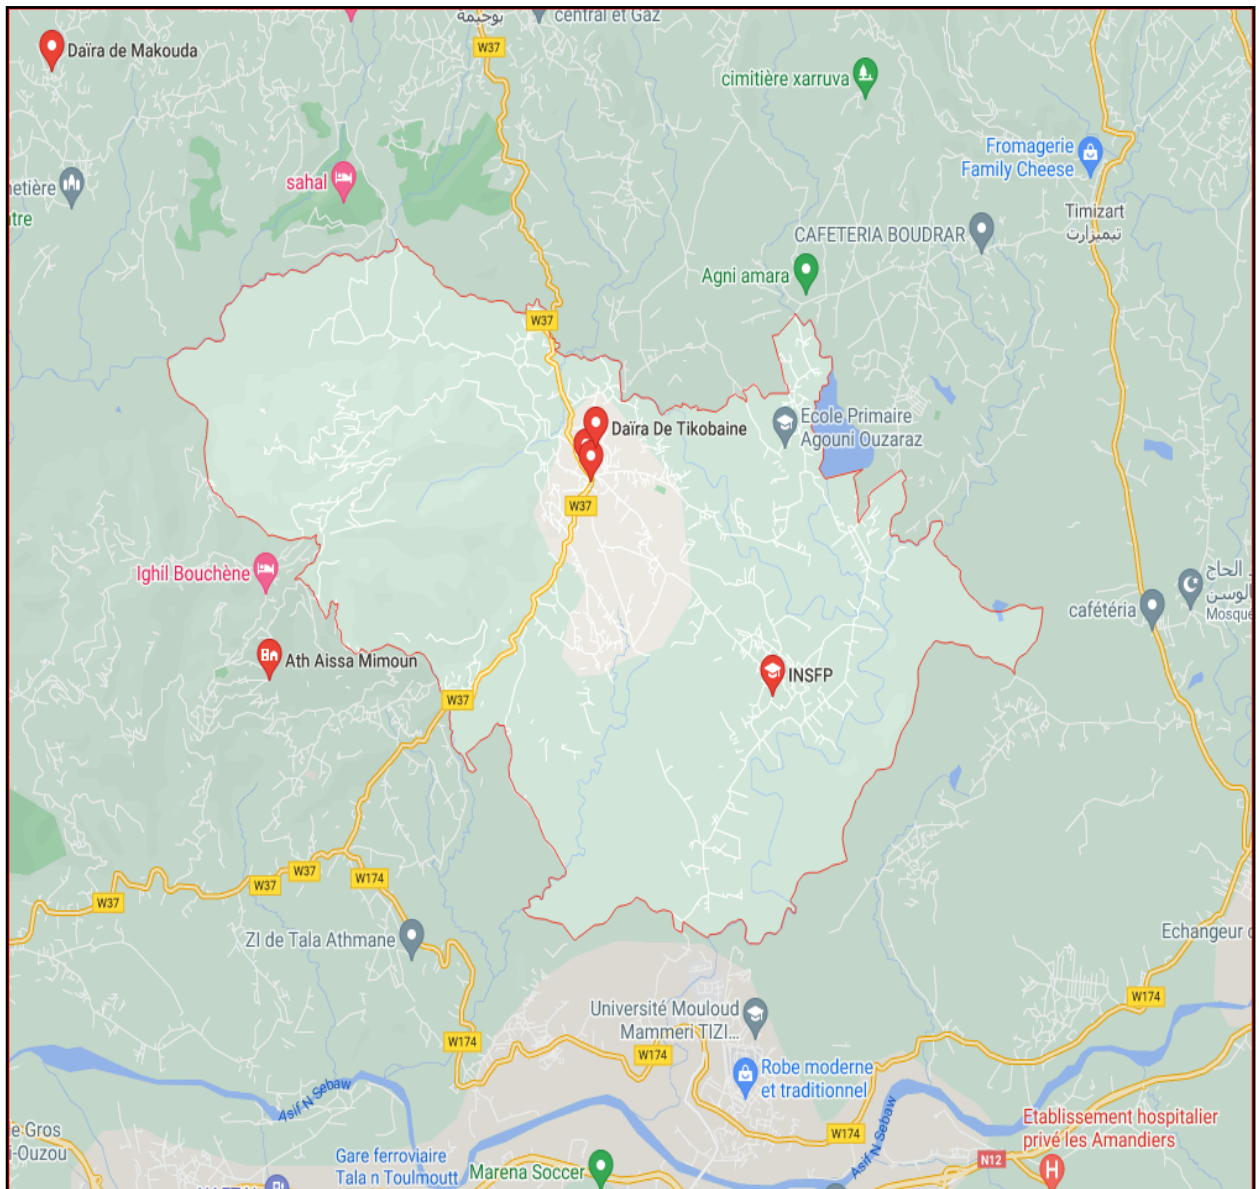 بوحيمة
central et Gaz
Daïra de Makouda
W37
cimitière xarruva
Fromagerie
Family Cheese
etière
sahal
tre
Timizart
تيميزارت
CAFETERIA BOUDRAR
Agni amara
W37
Ecole Primaire
Agouni Ouzaraz
Daïra De Tikobaine
W37
Ighil Bouchène
الحاج
الوسن
Mosque
cafétéria
Ath Aissa Mimoun
INSFP
W37
W37
W37
W174
W37
ZI de Tala Athmane
Echangeur
W174
Université Mouloud
Mammeri TIZI...
W174
W174
Robe moderne
et traditionnel
Asif N Sebaw
Etablissement hospitalier
privé les Amandiers
e Gros
i-Ouzou
W174
Asif N Sebaw
Gare ferroviaire
Tala n Toulmoutt
Marena Soccer
N12
H